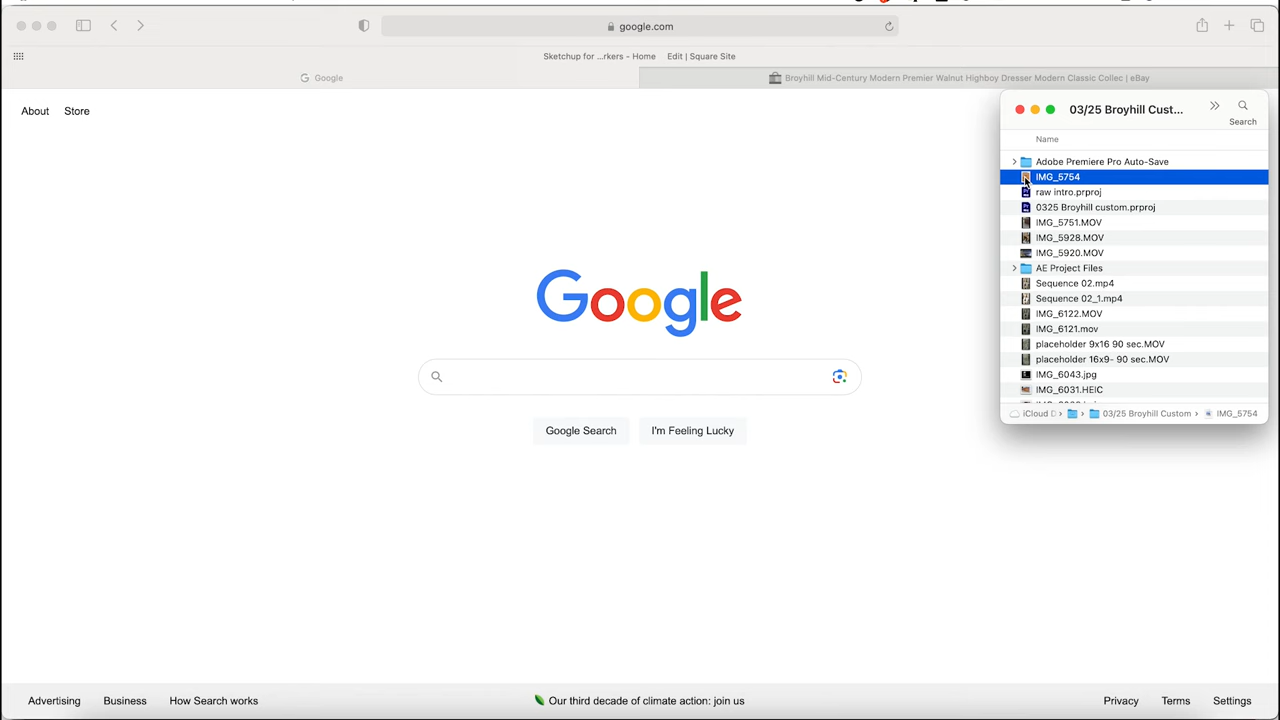 google.com
Sketchup for ...rkers - Home Edit | Square Site
Google
Broyhill Mid-Century Modern Premier Walnut Highboy Dresser Modern Classic Collec | eBay
About Store
03/25 Broyhill Cust...
Search
Name
Adobe Premiere Pro Auto-Save
IMG_5754
raw intro.prproj
0325 Broyhill custom.prproj
IMG_5751.MOV
IMG_5928.MOV
IMG_5920.MOV
AE Project Files
Sequence 02.mp4
Sequence 02_1.mp4
IMG_6122.MOV
IMG_6121.mov
placeholder 9x16 90 sec.MOV
placeholder 16x9- 90 sec.MOV
IMG_6043.jpg
IMG_6031.HEIC
iCloud 03/25 Broyhill Custom IMG_5754
Google
Google Search I'm Feeling Lucky
Advertising Business How Search works Our third decade of climate action: join us Privacy Terms Settings